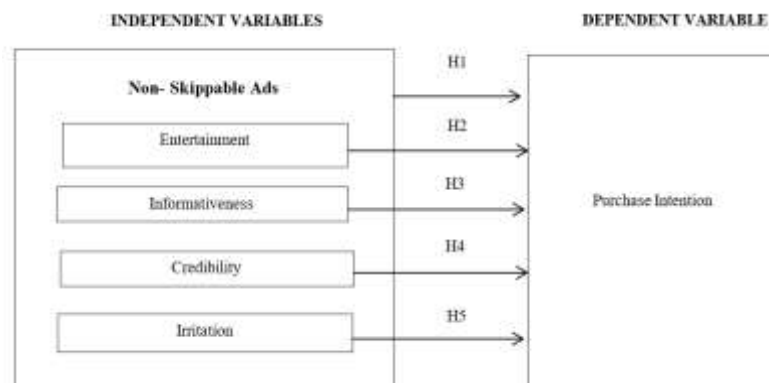 INDEPENDENT VARIABLES
DEPENDENT VARIABLE
Non- Skippable Ads
H1
Entertainment
H2
Informativeness
H3
Purchase Intention
Credibility
H4
Irritation
H5